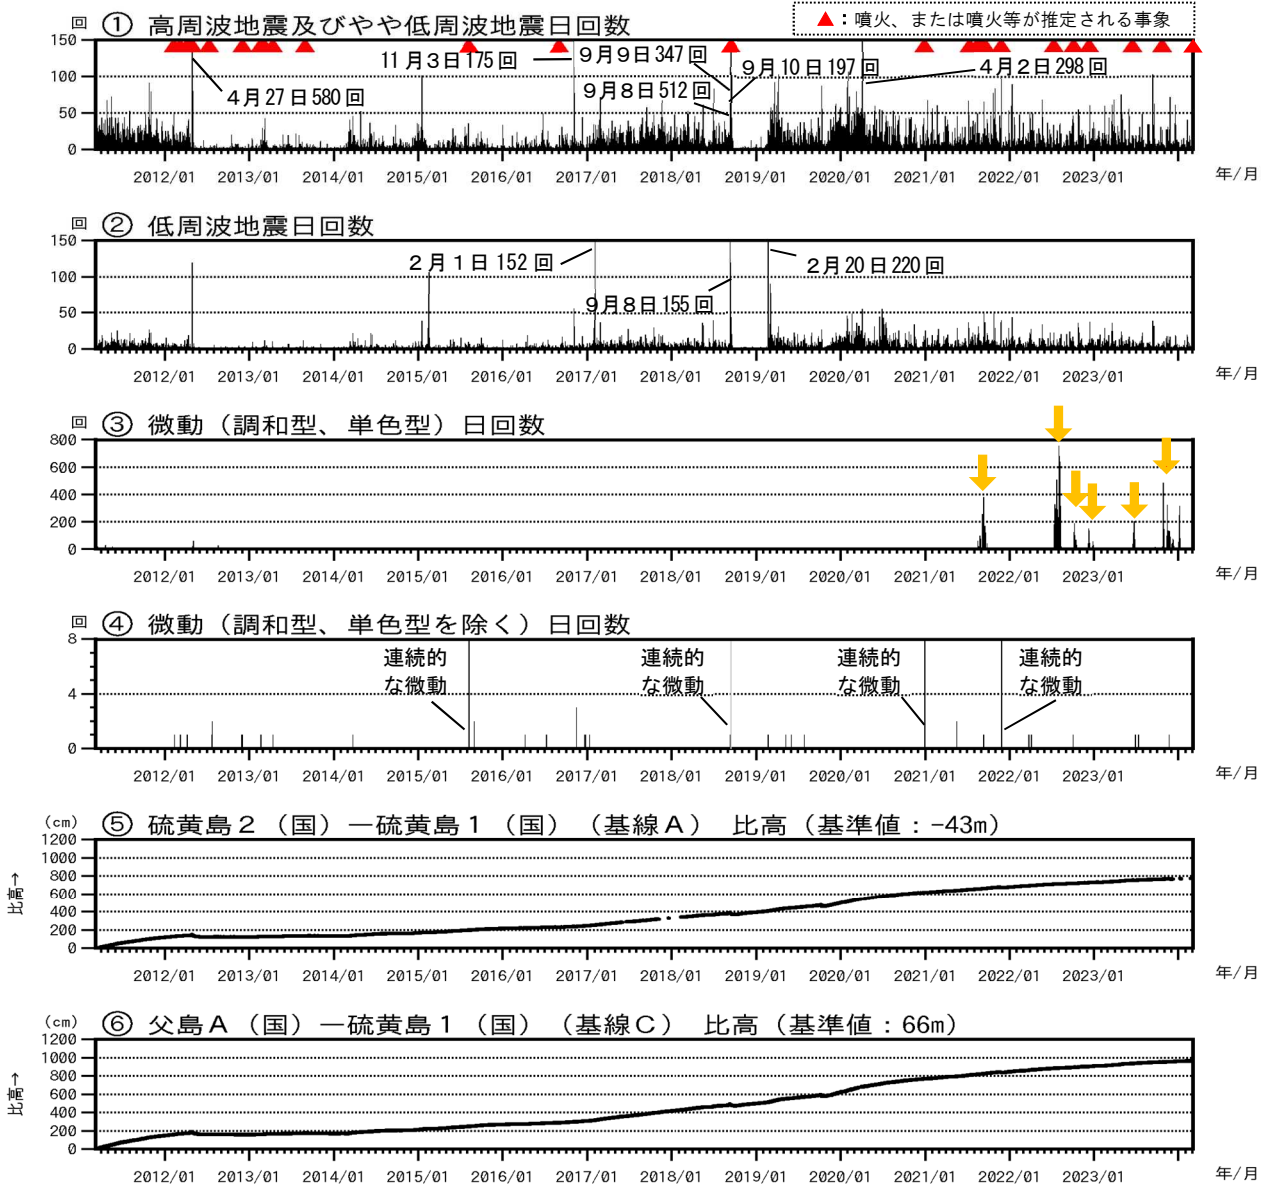 ▲：噴火、または噴火等が推定される事象
回 ① 高周波地震及びやや低周波地震日回数
150
100
50
0
11月3日175回
9月9日347回
9月10日197回
4月2日298回
4月27日580回
9月8日512回
2012/01 2013/01 2014/01 2015/01 2016/01 2017/01 2018/01 2019/01 2020/01 2021/01 2022/01 2023/01 年/月
回 ② 低周波地震日回数
150
100
50
0
2月1日152回
2月20日220回
9月8日155回
2012/01 2013/01 2014/01 2015/01 2016/01 2017/01 2018/01 2019/01 2020/01 2021/01 2022/01 2023/01 年/月
回 ③ 微動（調和型、単色型）日回数
800
600
400
200
0
2012/01 2013/01 2014/01 2015/01 2016/01 2017/01 2018/01 2019/01 2020/01 2021/01 2022/01 2023/01 年/月
回 ④ 微動（調和型、単色型を除く）日回数
8
4
0
連続的
な微動
連続的
な微動
連続的
な微動
連続的
な微動
2012/01 2013/01 2014/01 2015/01 2016/01 2017/01 2018/01 2019/01 2020/01 2021/01 2022/01 2023/01 年/月
(cm) ⑤ 硫黄島２（国）―硫黄島１（国）（基線Ａ） 比高（基準値：-43m）
1200
1000
800
600
400
200
0
比高→
2012/01 2013/01 2014/01 2015/01 2016/01 2017/01 2018/01 2019/01 2020/01 2021/01 2022/01 2023/01 年/月
(cm) ⑥ 父島Ａ（国）―硫黄島１（国）（基線Ｃ） 比高（基準値：66m）
1200
1000
800
600
400
200
0
比高→
2012/01 2013/01 2014/01 2015/01 2016/01 2017/01 2018/01 2019/01 2020/01 2021/01 2022/01 2023/01 年/月